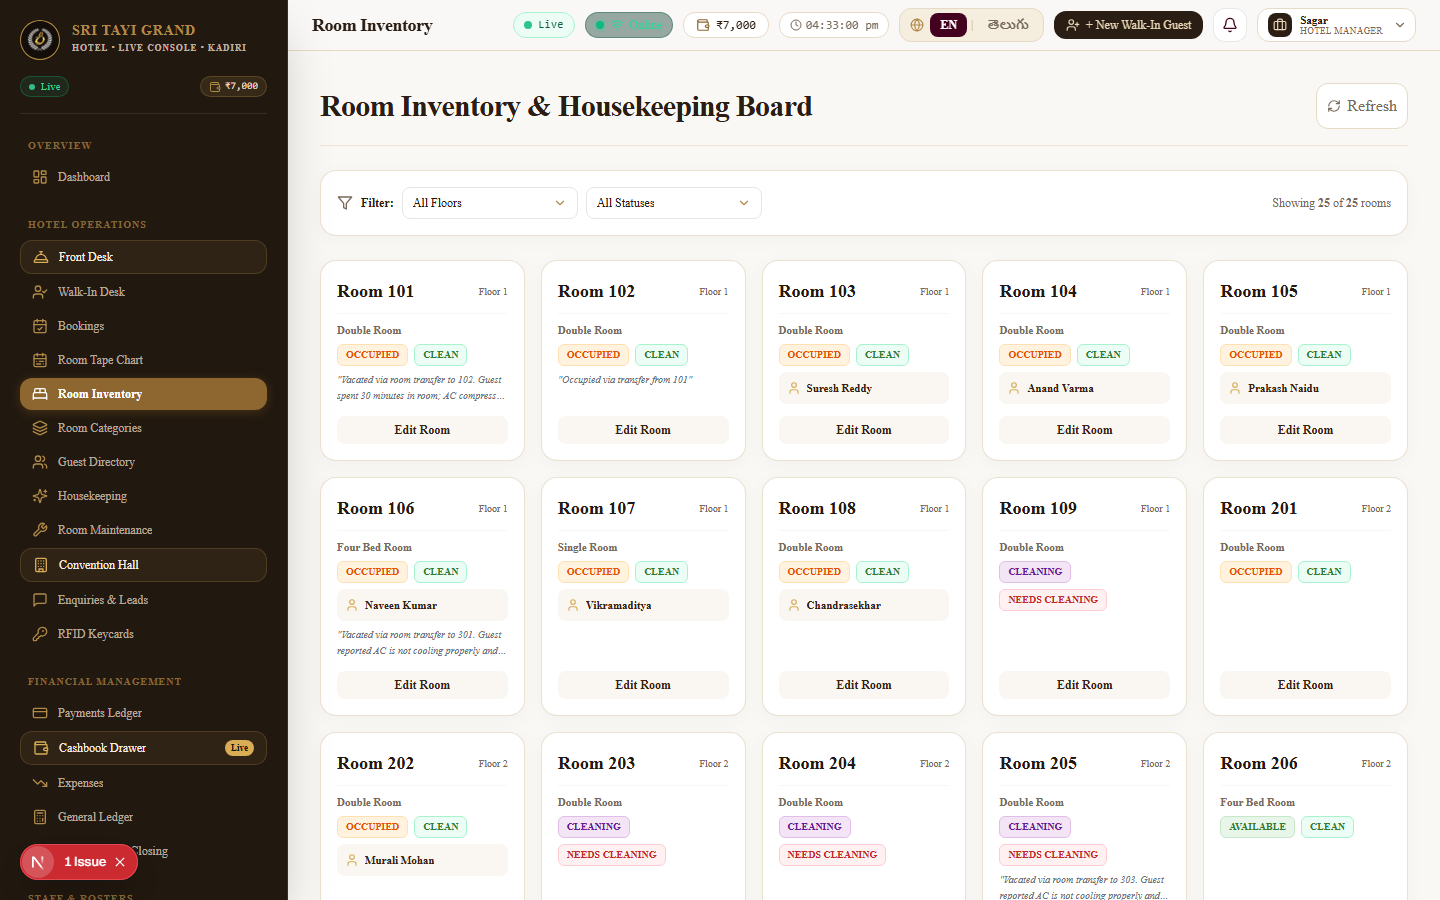 SRI TAYI GRAND
HOTEL • LIVE CONSOLE • KADIRI
Live
₹7,000
OVERVIEW
Dashboard
HOTEL OPERATIONS
Front Desk
Walk-In Desk
Bookings
Room Tape Chart
Room Inventory
Room Categories
Guest Directory
Housekeeping
Room Maintenance
Convention Hall
Enquiries & Leads
RFID Keycards
FINANCIAL MANAGEMENT
Payments Ledger
Cashbook Drawer Live
Expenses
General Ledger
Closing
1 Issue
STAFF & ROSTERS
Room Inventory
Live
Online
₹7,000
04:33:00 pm
EN
తెలుగు
+ New Walk-In Guest
Sagar
HOTEL MANAGER
Room Inventory & Housekeeping Board
Refresh
Filter:
All Floors
All Statuses
Showing 25 of 25 rooms
Room 101 Floor 1
Double Room
OCCUPIED CLEAN
"Vacated via room transfer to 102. Guest
spent 30 minutes in room; AC compress...
Edit Room
Room 102 Floor 1
Double Room
OCCUPIED CLEAN
"Occupied via transfer from 101"
Edit Room
Room 103 Floor 1
Double Room
OCCUPIED CLEAN
Suresh Reddy
Edit Room
Room 104 Floor 1
Double Room
OCCUPIED CLEAN
Anand Varma
Edit Room
Room 105 Floor 1
Double Room
OCCUPIED CLEAN
Prakash Naidu
Edit Room
Room 106 Floor 1
Four Bed Room
OCCUPIED CLEAN
Naveen Kumar
"Vacated via room transfer to 301. Guest
reported AC is not cooling properly and...
Edit Room
Room 107 Floor 1
Single Room
OCCUPIED CLEAN
Vikramaditya
Edit Room
Room 108 Floor 1
Double Room
OCCUPIED CLEAN
Chandrasekhar
Edit Room
Room 109 Floor 1
Double Room
CLEANING
NEEDS CLEANING
Edit Room
Room 201 Floor 2
Double Room
OCCUPIED CLEAN
Edit Room
Room 202 Floor 2
Double Room
OCCUPIED CLEAN
Murali Mohan
Room 203 Floor 2
Double Room
CLEANING
NEEDS CLEANING
Room 204 Floor 2
Double Room
CLEANING
NEEDS CLEANING
Room 205 Floor 2
Double Room
CLEANING
NEEDS CLEANING
"Vacated via room transfer to 303. Guest
reported AC is not cooling properly and...
Room 206 Floor 2
Four Bed Room
AVAILABLE CLEAN